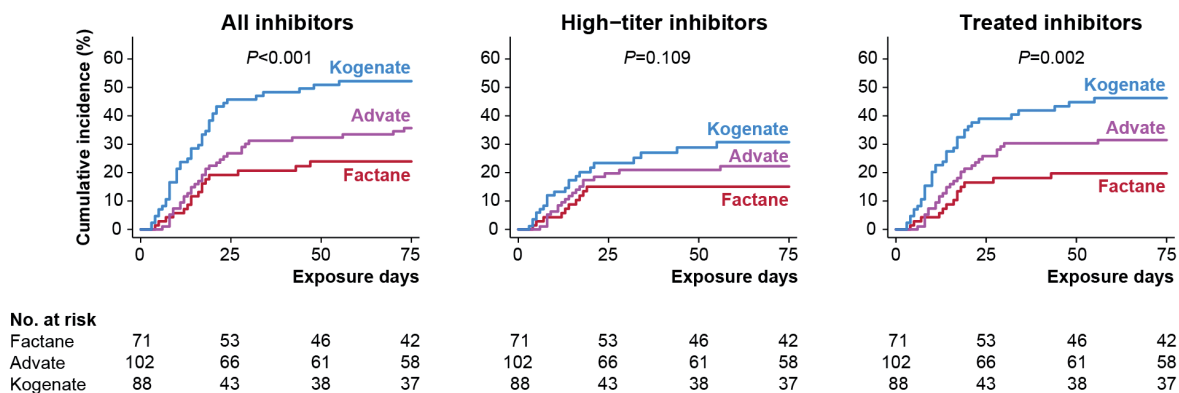 All inhibitors
Cumulative incidence (%)
60
50
40
30
20
10
0
P<0.001
Kogenate
Advate
Factane
0 25 50 75
Exposure days
High−titer inhibitors
60
50
40
30
20
10
0
P=0.109
Kogenate
Advate
Factane
0 25 50 75
Exposure days
Treated inhibitors
60
50
40
30
20
10
0
P=0.002
Kogenate
Advate
Factane
0 25 50 75
Exposure days
No. at risk
Factane 71 53 46 42 71 53 46 42 71 53 46 42
Advate 102 66 61 58 102 66 61 58 102 66 61 58
Kogenate 88 43 38 37 88 43 38 37 88 43 38 37